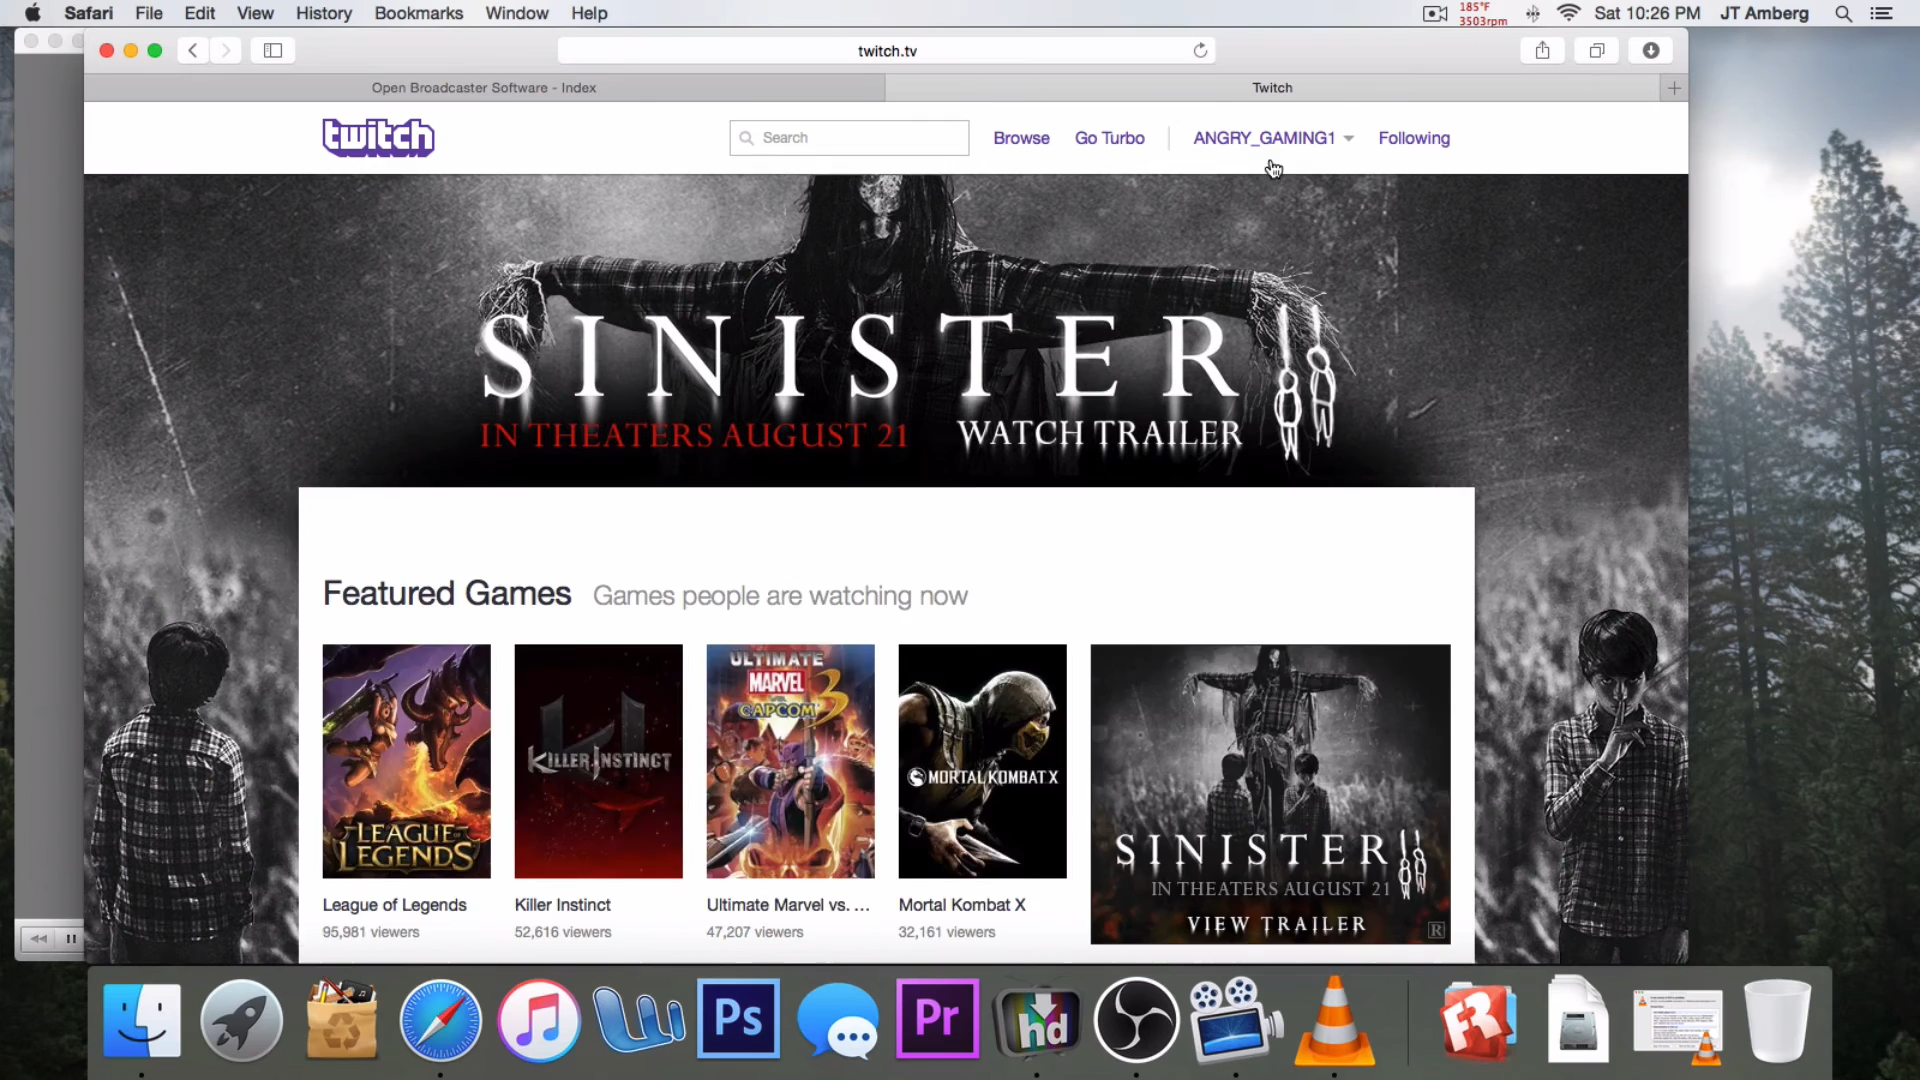 Safari File Edit View History Bookmarks Window Help
185°F
3503rpm
Sat 10:26 PM JT Amberg
twitch.tv
Open Broadcaster Software - Index
Twitch
twitch
Search
Browse Go Turbo ANGRY_GAMING1 Following
SINISTER II
IN THEATERS AUGUST 21 WATCH TRAILER
Featured Games Games people are watching now
LEAGUE OF LEGENDS
KILLER INSTINCT
ULTIMATE
MARVEL
VS.
CAPCOM 3
MORTAL KOMBAT X
SINISTER II
IN THEATERS AUGUST 21
VIEW TRAILER
R
League of Legends
95,981 viewers
Killer Instinct
52,616 viewers
Ultimate Marvel vs. ...
47,207 viewers
Mortal Kombat X
32,161 viewers
Ps
Pr
hd
FR